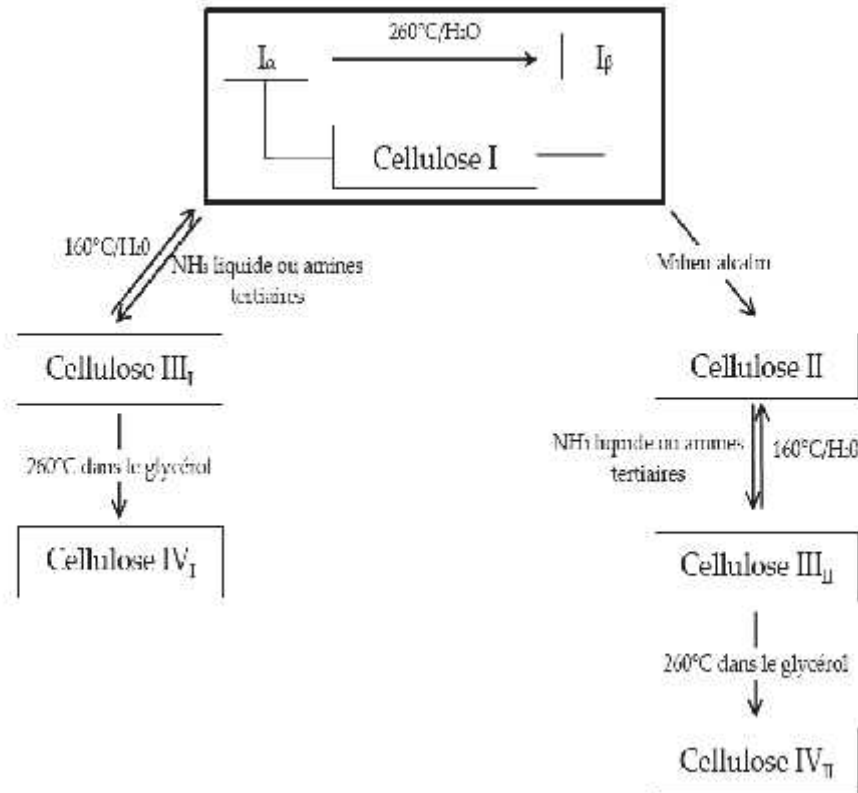 260°C/H₂O
Iα
Iβ
Cellulose I
160°C/H₂0
NH₃ liquide ou amines
tertiaires
Milieu alcalin
Cellulose III_I
Cellulose II
260°C dans le glycérol
NH₃ liquide ou amines
tertiaires
160°C/H₂0
Cellulose IV_I
Cellulose III_II
260°C dans le glycérol
Cellulose IV_II